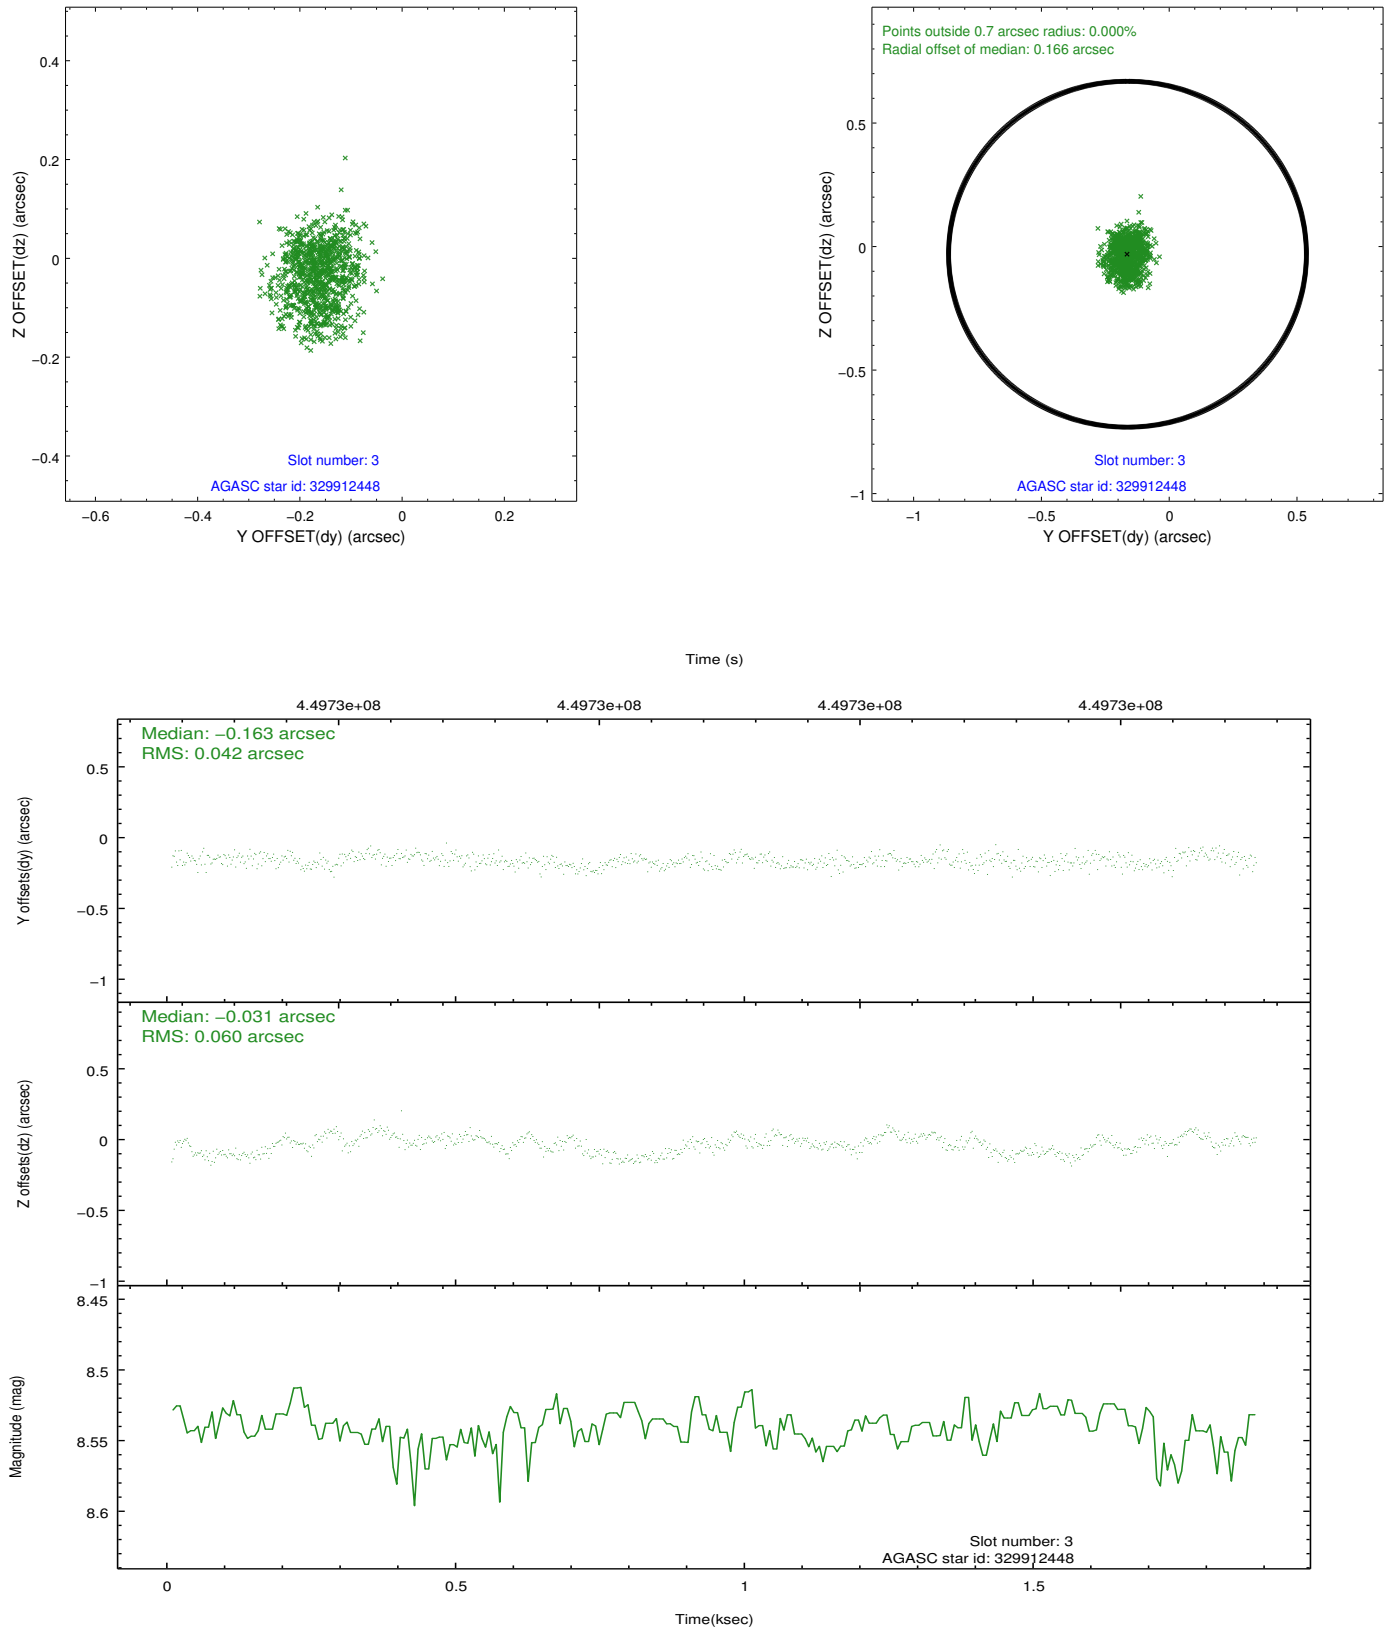 0.4
0.2
0
−0.2
−0.4
Z OFFSET(dz) (arcsec)
Slot number: 3
AGASC star id: 329912448
−0.6 −0.4 −0.2 0 0.2
Y OFFSET(dy) (arcsec)
Points outside 0.7 arcsec radius: 0.000%
Radial offset of median: 0.166 arcsec
0.5
0
−0.5
−1
Z OFFSET(dz) (arcsec)
Slot number: 3
AGASC star id: 329912448
−1 −0.5 0 0.5
Y OFFSET(dy) (arcsec)
Time (s)
4.4973e+08 4.4973e+08 4.4973e+08 4.4973e+08
Median: −0.163 arcsec
RMS: 0.042 arcsec
0.5
0
−0.5
−1
Y offsets(dy) (arcsec)
Median: −0.031 arcsec
RMS: 0.060 arcsec
0.5
0
−0.5
−1
Z offsets(dz) (arcsec)
8.45
8.5
8.55
8.6
Magnitude (mag)
Slot number: 3
AGASC star id: 329912448
0 0.5 1 1.5
Time(ksec)